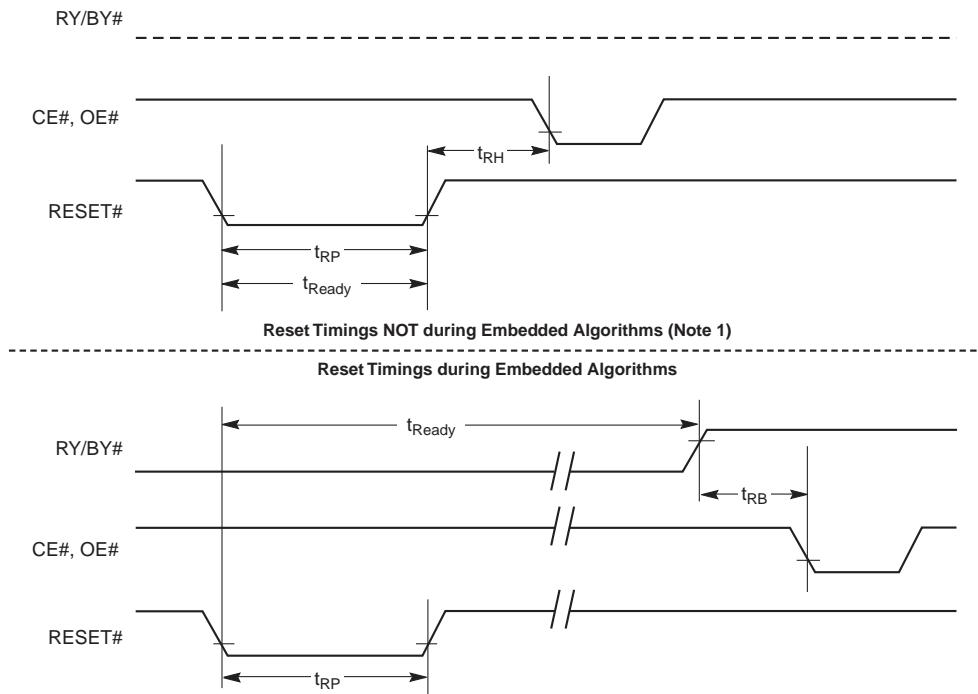 RY/BY#
CE#, OE#
tRH
RESET#
tRP
tReady
Reset Timings NOT during Embedded Algorithms (Note 1)
Reset Timings during Embedded Algorithms
tReady
RY/BY#
tRB
CE#, OE#
RESET#
tRP